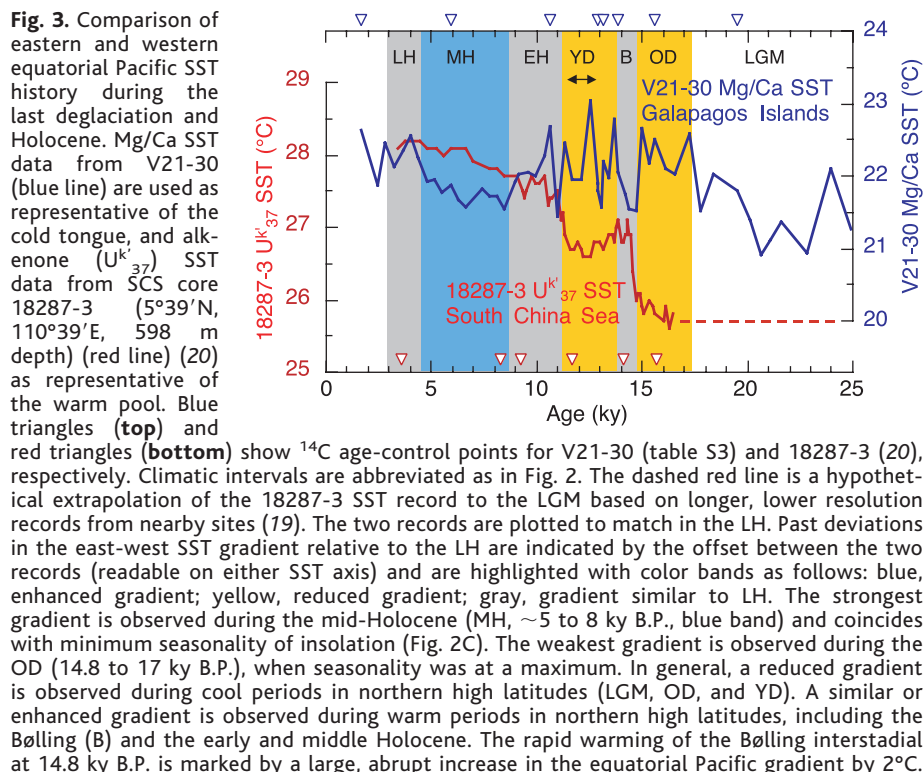 Fig. 3. Comparison of
eastern and western
equatorial Pacific SST
history during the
last deglaciation and
Holocene. Mg/Ca SST
data from V21-30
(blue line) are used as
representative of the
cold tongue, and alk-
enone (Uᵏ'₃₇) SST
data from SCS core
18287-3 (5°39′N,
110°39′E, 598 m
depth) (red line) (20)
as representative of
the warm pool. Blue
triangles (top) and
red triangles (bottom) show ¹⁴C age-control points for V21-30 (table S3) and 18287-3 (20),
respectively. Climatic intervals are abbreviated as in Fig. 2. The dashed red line is a hypothet-
ical extrapolation of the 18287-3 SST record to the LGM based on longer, lower resolution
records from nearby sites (19). The two records are plotted to match in the LH. Past deviations
in the east-west SST gradient relative to the LH are indicated by the offset between the two
records (readable on either SST axis) and are highlighted with color bands as follows: blue,
enhanced gradient; yellow, reduced gradient; gray, gradient similar to LH. The strongest
gradient is observed during the mid-Holocene (MH, ~5 to 8 ky B.P., blue band) and coincides
with minimum seasonality of insolation (Fig. 2C). The weakest gradient is observed during the
OD (14.8 to 17 ky B.P.), when seasonality was at a maximum. In general, a reduced gradient
is observed during cool periods in northern high latitudes (LGM, OD, and YD). A similar or
enhanced gradient is observed during warm periods in northern high latitudes, including the
Bølling (B) and the early and middle Holocene. The rapid warming of the Bølling interstadial
at 14.8 ky B.P. is marked by a large, abrupt increase in the equatorial Pacific gradient by 2°C.
18287-3 Uᵏ'₃₇ SST (°C)
29
28
27
26
25
LH MH EH YD B OD LGM
V21-30 Mg/Ca SST
Galapagos Islands
18287-3 Uᵏ'₃₇ SST
South China Sea
24
23
22
21
20
V21-30 Mg/Ca SST (°C)
0 5 10 15 20 25
Age (ky)